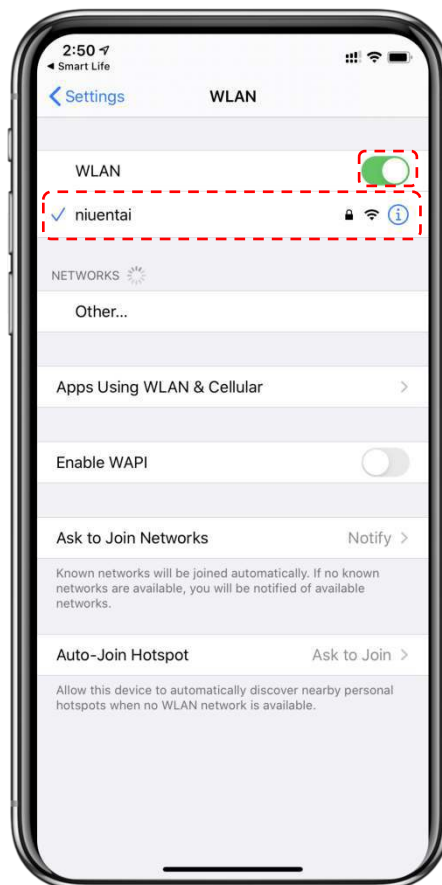 2:50
Smart Life
Settings
WLAN
WLAN
niuentai
NETWORKS
Other...
Apps Using WLAN & Cellular
Enable WAPI
Ask to Join Networks Notify
Known networks will be joined automatically. If no known
networks are available, you will be notified of available
networks.
Auto-Join Hotspot Ask to Join
Allow this device to automatically discover nearby personal
hotspots when no WLAN network is available.